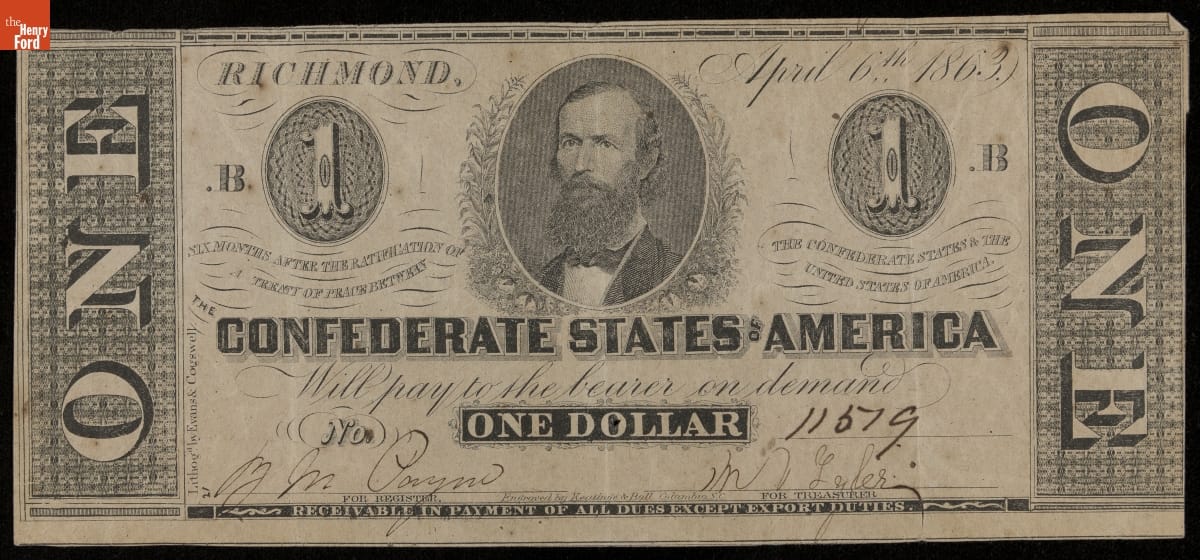 the
Henry
Ford
ONE
RICHMOND,
April 6th 1863.
ONE
.B 1
1 .B
SIX MONTHS AFTER THE RATIFICATION OF
A TREATY OF PEACE BETWEEN
THE CONFEDERATE STATES & THE
UNITED STATES OF AMERICA.
THE
CONFEDERATE STATES OF AMERICA
Will pay to the bearer on demand
No.
ONE DOLLAR
11519
FOR REGISTER,
Engraved by Keatinge & Ball Columbia, S.C.
FOR TREASURER
RECEIVABLE IN PAYMENT OF ALL DUES EXCEPT EXPORT DUTIES.
Lithog'd by Evans & Cogswell